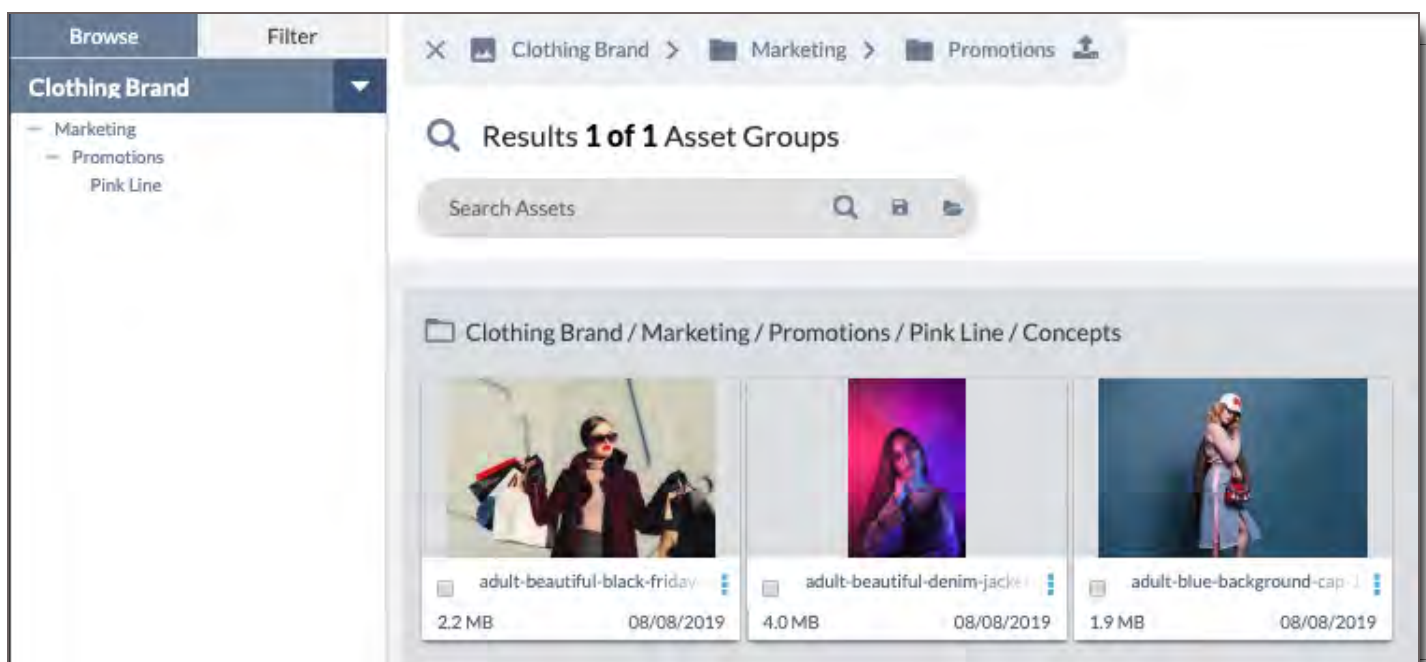 Browse Filter
Clothing Brand
Marketing
Promotions
Pink Line
Clothing Brand > Marketing > Promotions
Results 1 of 1 Asset Groups
Search Assets
Clothing Brand / Marketing / Promotions / Pink Line / Concepts
adult-beautiful-black-friday adult-beautiful-denim-jacke adult-blue-background-cap-1
2.2 MB 08/08/2019 4.0 MB 08/08/2019 1.9 MB 08/08/2019